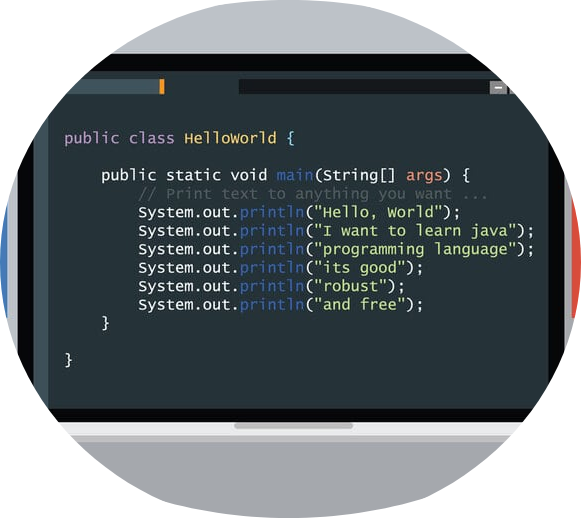 public class HelloWorld {
public static void main(String[] args) {
// Print text to anything you want ...
System.out.println("Hello, World");
System.out.println("I want to learn java");
System.out.println("programming language");
System.out.println("its good");
System.out.println("robust");
System.out.println("and free");
}
}